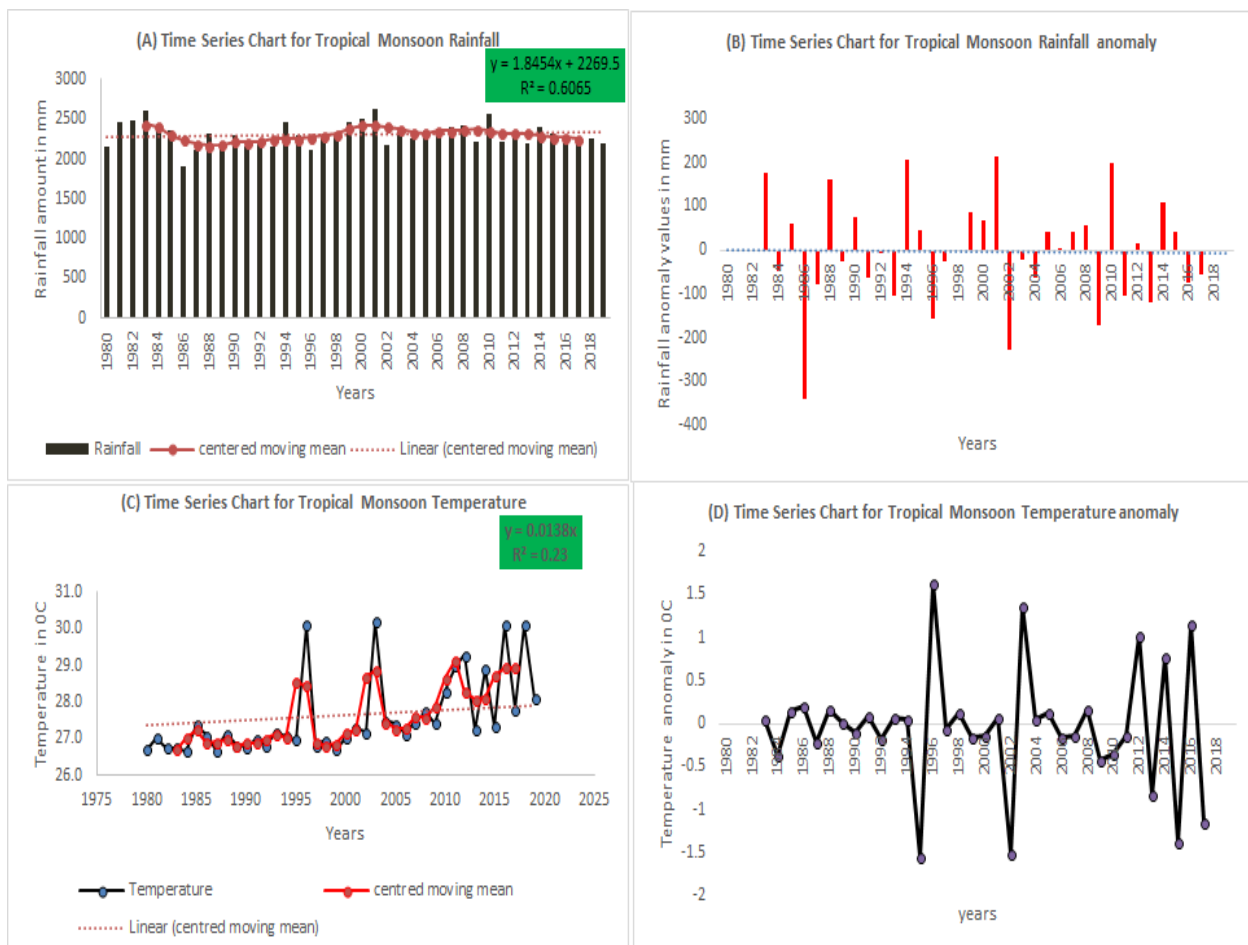 (A) Time Series Chart for Tropical Monsoon Rainfall
y = 1.8454x + 2269.5
R² = 0.6065
3000
2500
2000
1500
1000
500
0
Rainfall amount in mm
1980 1982 1984 1986 1988 1990 1992 1994 1996 1998 2000 2002 2004 2006 2008 2010 2012 2014 2016 2018
Years
Rainfall centered moving mean Linear (centered moving mean)
(B) Time Series Chart for Tropical Monsoon Rainfall anomaly
300
200
100
0
-100
-200
-300
-400
Rainfall anomaly values in mm
1980 1982 1984 1986 1988 1990 1992 1994 1996 1998 2000 2002 2004 2006 2008 2010 2012 2014 2016 2018
Years
(C) Time Series Chart for Tropical Monsoon Temperature
y = 0.0138x
R² = 0.23
31.0
30.0
29.0
28.0
27.0
26.0
Temperature in 0C
1975 1980 1985 1990 1995 2000 2005 2010 2015 2020 2025
Years
Temperature centred moving mean
Linear (centred moving mean)
(D) Time Series Chart for Tropical Monsoon Temperature anomaly
2
1.5
1
0.5
0
-0.5
-1
-1.5
-2
Temperature anomaly in 0C
1980 1982 1984 1986 1988 1990 1992 1994 1996 1998 2000 2002 2004 2006 2008 2010 2012 2014 2016 2018
years